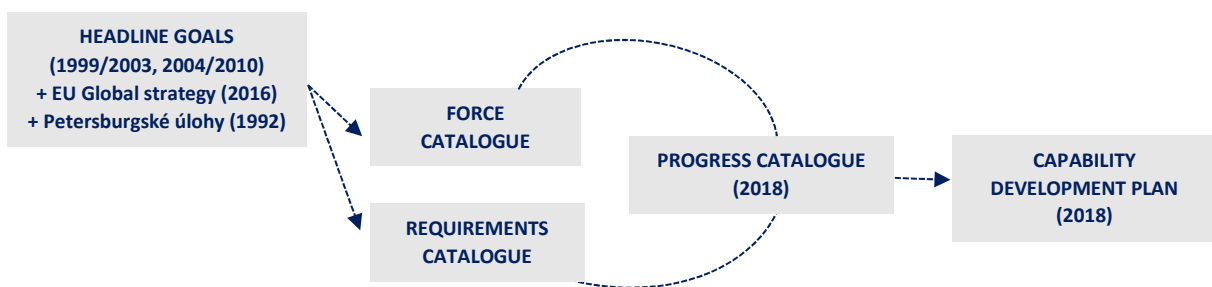 HEADLINE GOALS
(1999/2003, 2004/2010)
+ EU Global strategy (2016)
+ Petersburgské úlohy (1992)
FORCE
CATALOGUE
REQUIREMENTS
CATALOGUE
PROGRESS CATALOGUE
(2018)
CAPABILITY
DEVELOPMENT PLAN
(2018)